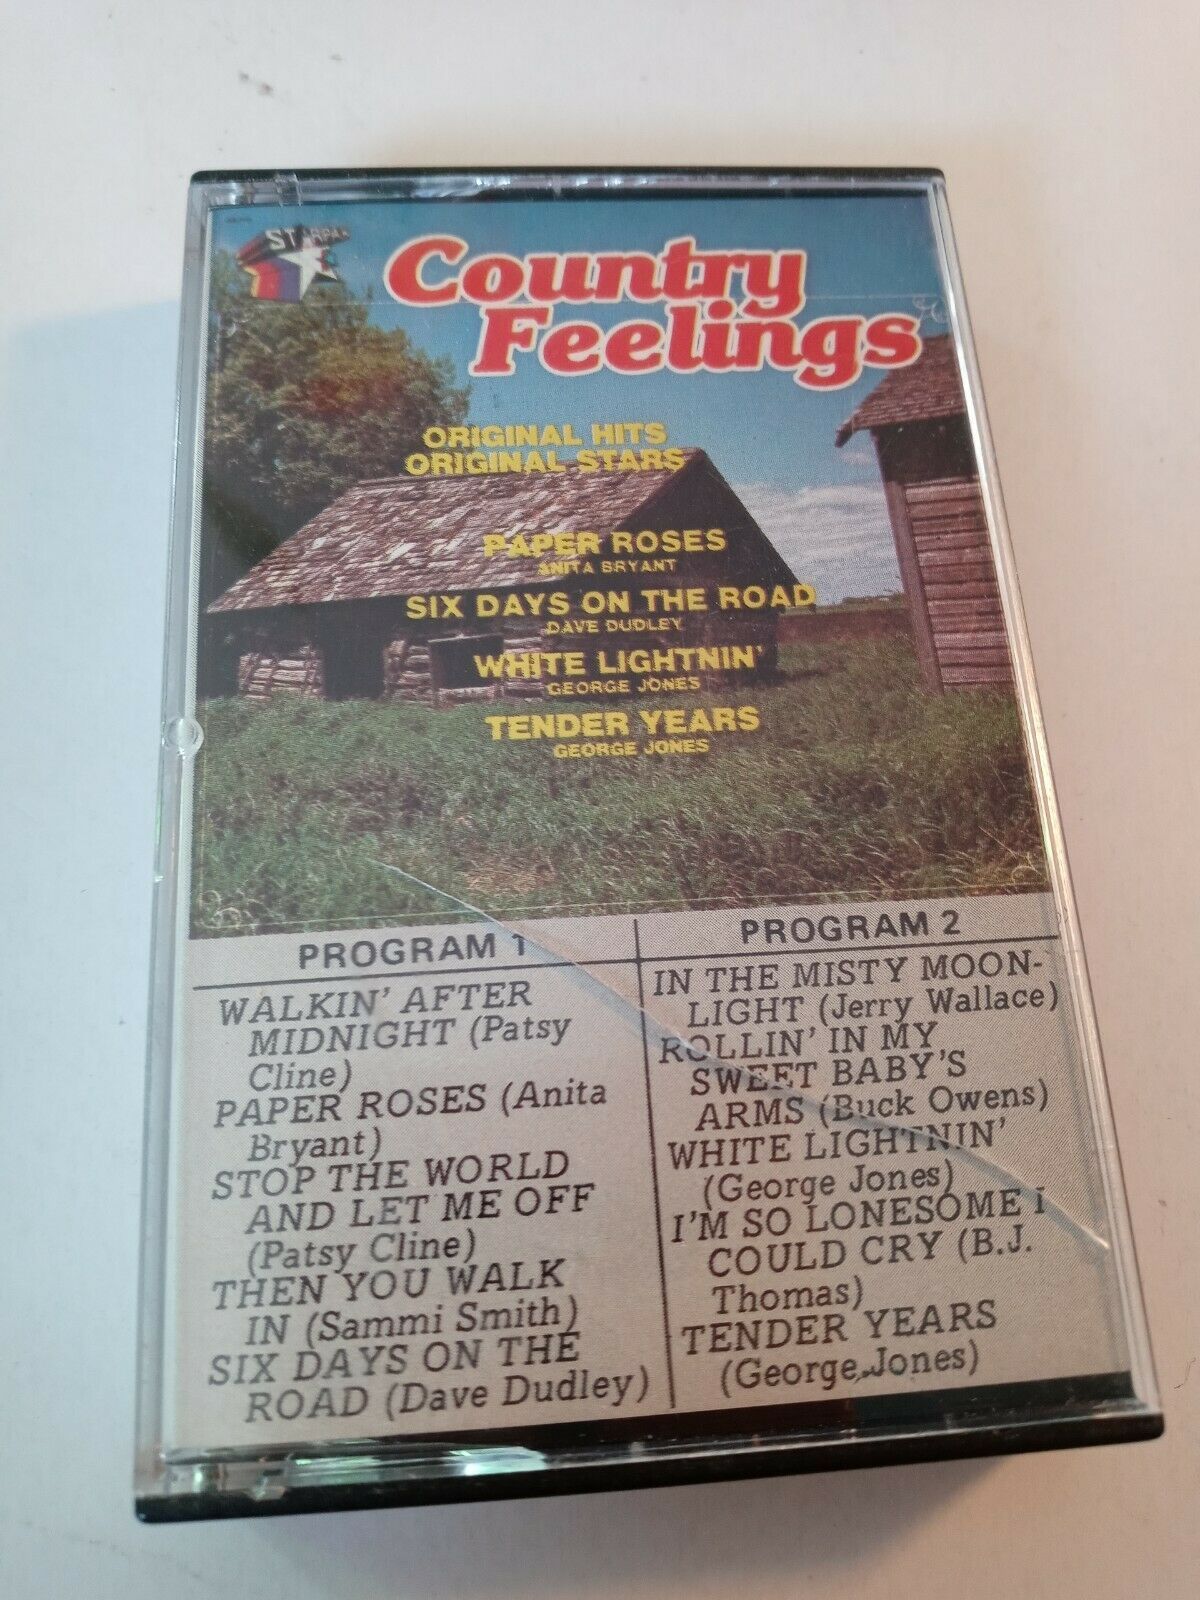 STARPAK
Country
Feelings
ORIGINAL HITS
ORIGINAL STARS
PAPER ROSES
ANITA BRYANT
SIX DAYS ON THE ROAD
DAVE DUDLEY
WHITE LIGHTNIN'
GEORGE JONES
TENDER YEARS
GEORGE JONES
PROGRAM 1
WALKIN' AFTER
MIDNIGHT (Patsy
Cline)
PAPER ROSES (Anita
Bryant)
STOP THE WORLD
AND LET ME OFF
(Patsy Cline)
THEN YOU WALK
IN (Sammi Smith)
SIX DAYS ON THE
ROAD (Dave Dudley)
PROGRAM 2
IN THE MISTY MOON-
LIGHT (Jerry Wallace)
ROLLIN' IN MY
SWEET BABY'S
ARMS (Buck Owens)
WHITE LIGHTNIN'
(George Jones)
I'M SO LONESOME I
COULD CRY (B.J.
Thomas)
TENDER YEARS
(George Jones)